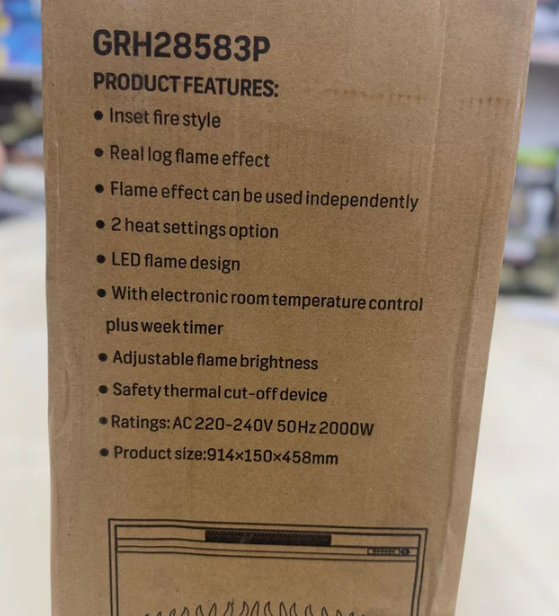 GRH28583P
PRODUCT FEATURES:
● Inset fire style
● Real log flame effect
● Flame effect can be used independently
● 2 heat settings option
● LED flame design
● With electronic room temperature control
plus week timer
● Adjustable flame brightness
● Safety thermal cut-off device
● Ratings: AC 220-240V 50Hz 2000W
● Product size:914×150×458mm